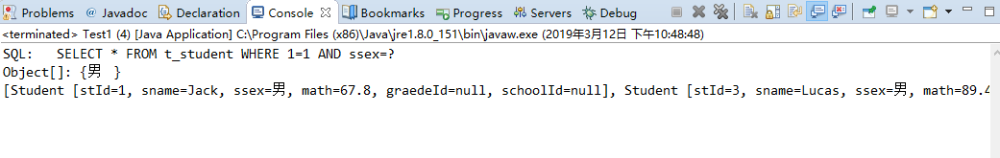 Problems @ Javadoc Declaration Console Bookmarks Progress Servers Debug
<terminated> Test1 (4) [Java Application] C:\Program Files (x86)\Java\jre1.8.0_151\bin\javaw.exe (2019年3月12日 下午10:48:48)
SQL: SELECT * FROM t_student WHERE 1=1 AND ssex=?
Object[]: {男 }
[Student [stId=1, sname=Jack, ssex=男, math=67.8, graedeId=null, schoolId=null], Student [stId=3, sname=Lucas, ssex=男, math=89.4